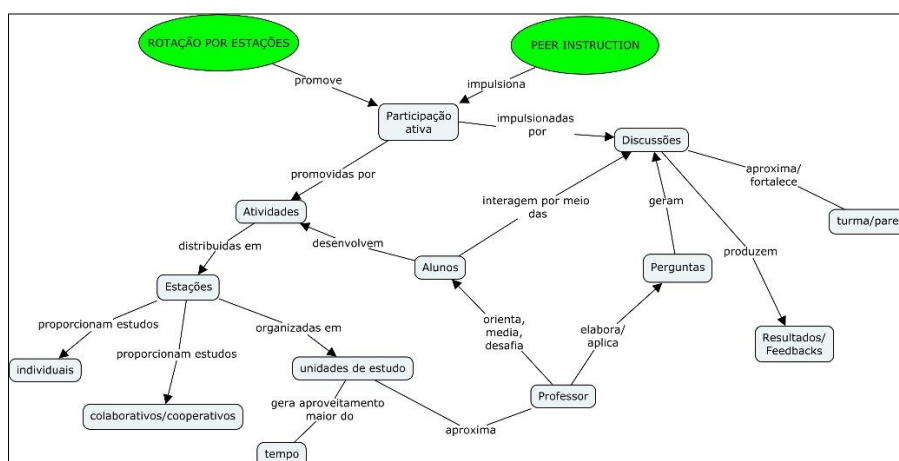 ROTAÇÃO POR ESTAÇÕES
PEER INSTRUCTION
promove
impulsiona
Participação
ativa
impulsionadas
por
Discussões
aproxima/
fortalece
promovidas por
interagem por meio
das
geram
turma/pare
Atividades
distribuidas em
desenvolvem
Alunos
Perguntas
produzem
Estações
proporcionam estudos
organizadas em
orienta,
media,
desafia
elabora/
aplica
Resultados/
Feedbacks
proporcionam estudos
individuais
unidades de estudo
Professor
colaborativos/cooperativos
gera aproveitamento
maior do
aproxima
tempo